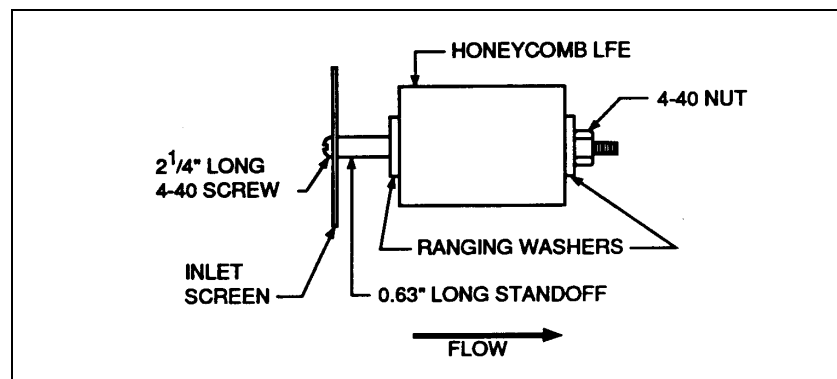 HONEYCOMB LFE
4-40 NUT
2 1/4" LONG
4-40 SCREW
RANGING WASHERS
INLET
SCREEN
0.63" LONG STANDOFF
FLOW